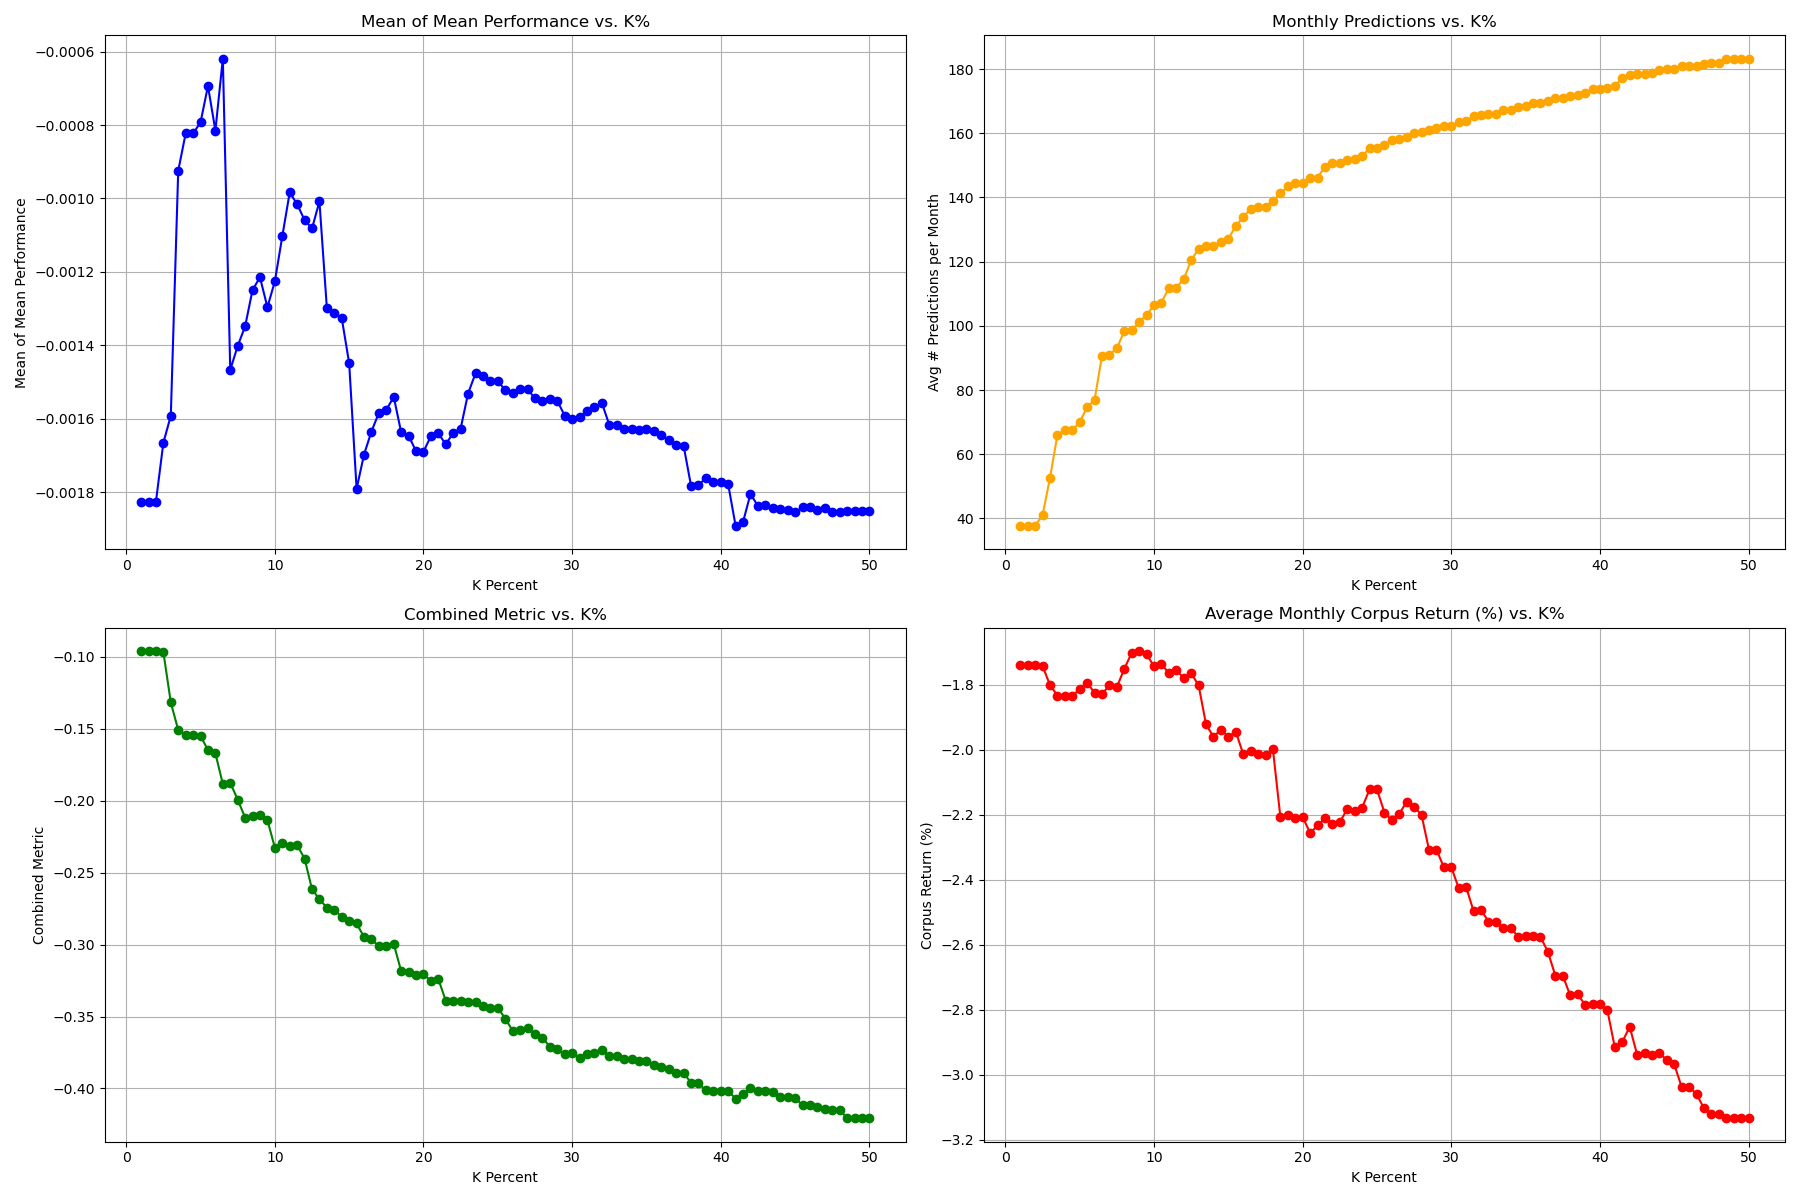 Mean of Mean Performance vs. K%
Mean of Mean Performance
−0.0006
−0.0008
−0.0010
−0.0012
−0.0014
−0.0016
−0.0018
0 10 20 30 40 50
K Percent
Monthly Predictions vs. K%
Avg # Predictions per Month
180
160
140
120
100
80
60
40
0 10 20 30 40 50
K Percent
Combined Metric vs. K%
Combined Metric
−0.10
−0.15
−0.20
−0.25
−0.30
−0.35
−0.40
0 10 20 30 40 50
K Percent
Average Monthly Corpus Return (%) vs. K%
Corpus Return (%)
−1.8
−2.0
−2.2
−2.4
−2.6
−2.8
−3.0
−3.2
0 10 20 30 40 50
K Percent